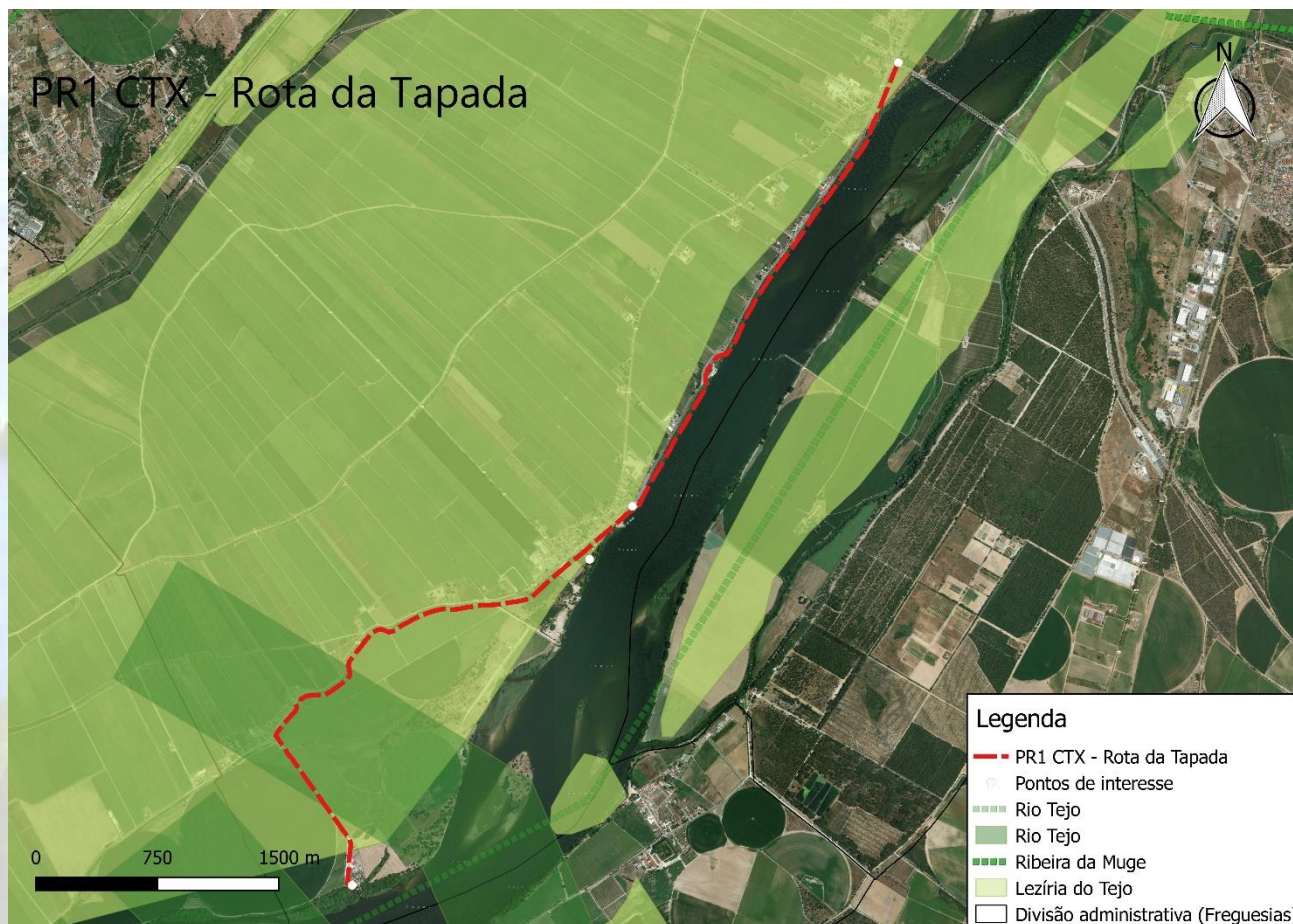 PR1 CTX - Rota da Tapada
N
Legenda
PR1 CTX - Rota da Tapada
Pontos de interesse
Rio Tejo
Rio Tejo
Ribeira da Muge
Lezíria do Tejo
Divisão administrativa (Freguesias)
0 750 1500 m